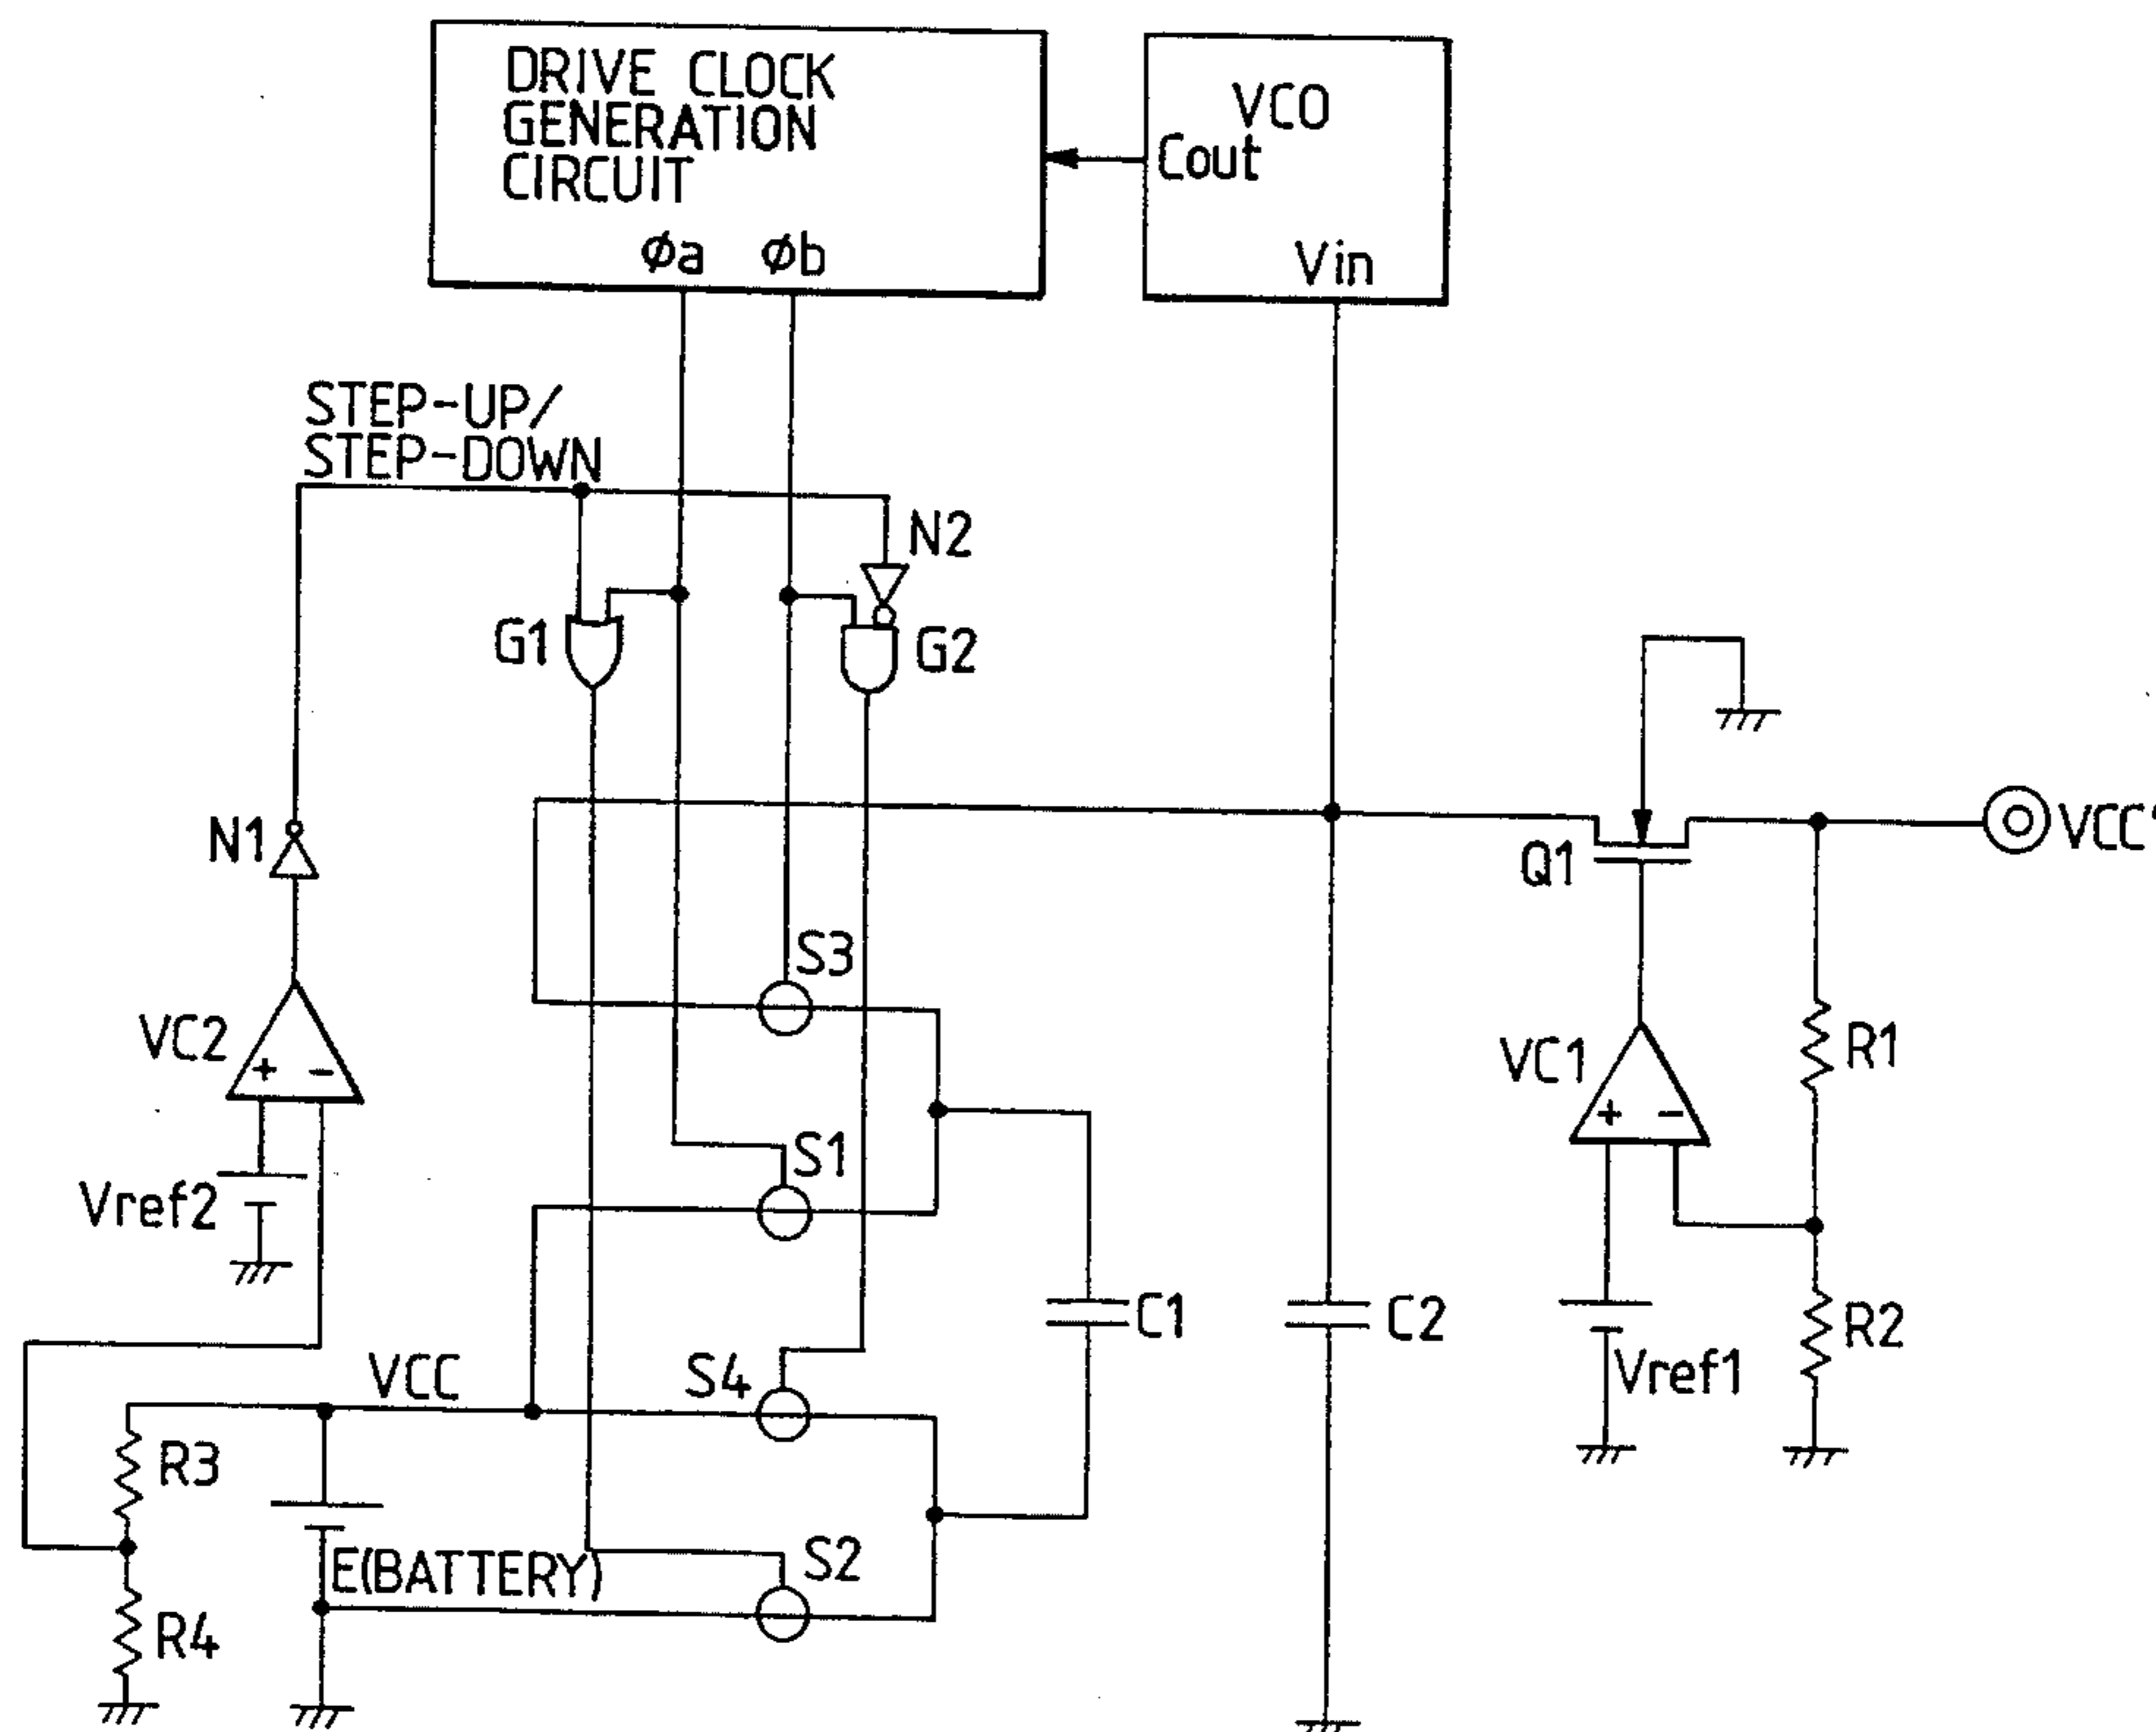 DRIVE CLOCK
GENERATION
CIRCUIT
φa φb
VCO
Cout
Vin
STEP-UP/
STEP-DOWN
N2
G1
G2
N1
Q1
VCC'
S3
VC2
+ -
R1
VC1
+ -
S1
Vref2
C1
C2
R2
Vref1
VCC
S4
R3
E(BATTERY)
S2
R4